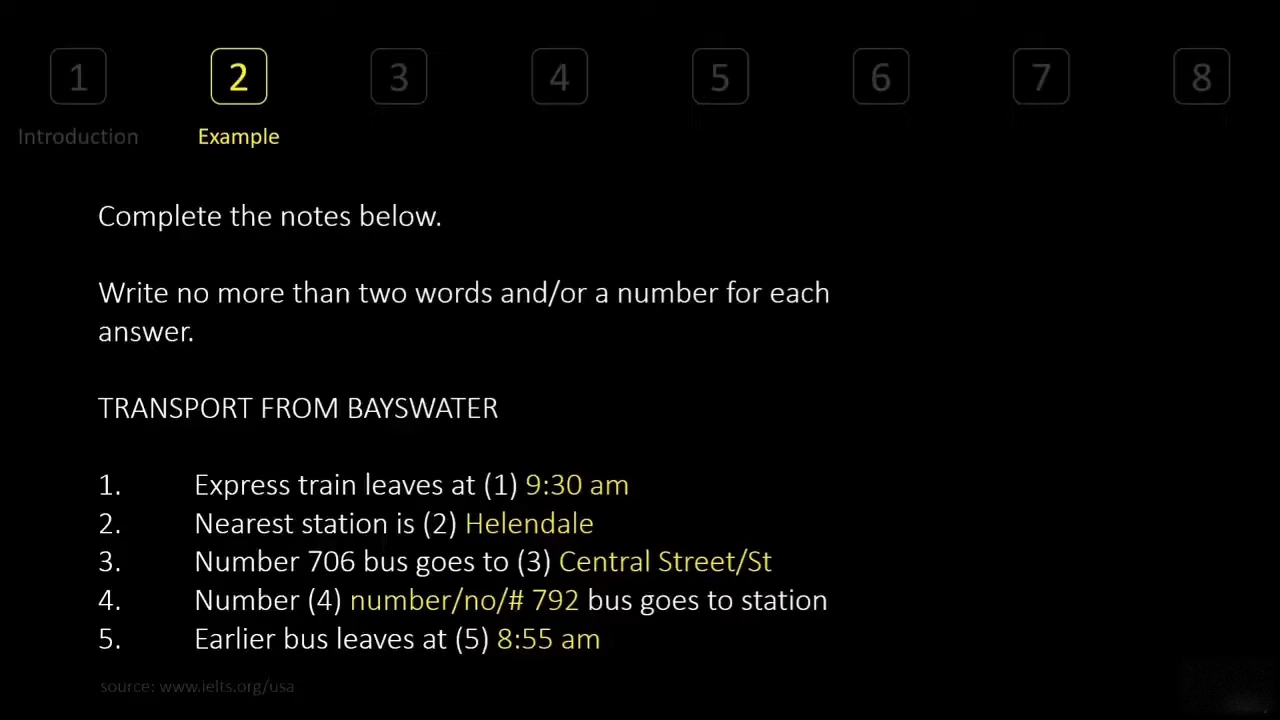 1 2 3 4 5 6 7 8
Introduction Example
Complete the notes below.
Write no more than two words and/or a number for each
answer.
TRANSPORT FROM BAYSWATER
1. Express train leaves at (1) 9:30 am
2. Nearest station is (2) Helendale
3. Number 706 bus goes to (3) Central Street/St
4. Number (4) number/no/# 792 bus goes to station
5. Earlier bus leaves at (5) 8:55 am
source: www.ielts.org/usa